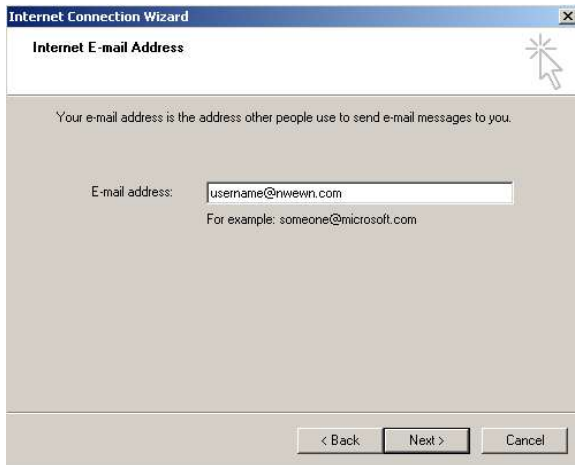 Internet Connection Wizard
Internet E-mail Address
Your e-mail address is the address other people use to send e-mail messages to you.
E-mail address: username@nwewn.com
For example: someone@microsoft.com
< Back Next > Cancel